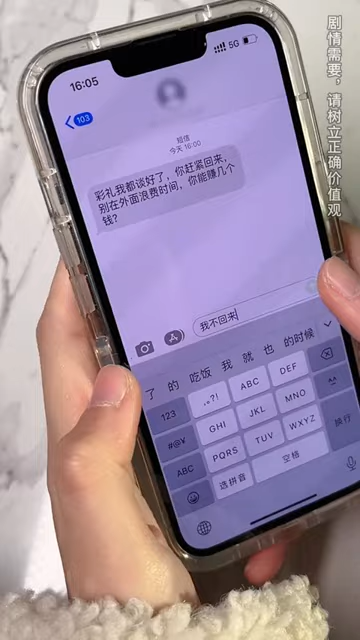 剧情需要，请树立正确价值观
16:05
5G
103
短信
今天 16:00
彩礼我都谈好了，你赶紧回来，
别在外面浪费时间，你能赚几个
钱？
我不回来
了 的 吃饭 我 就 也 的时候
123 ,。?! ABC DEF
#@¥ GHI JKL MNO ^^
ABC PQRS TUV WXYZ 换行
选拼音 空格